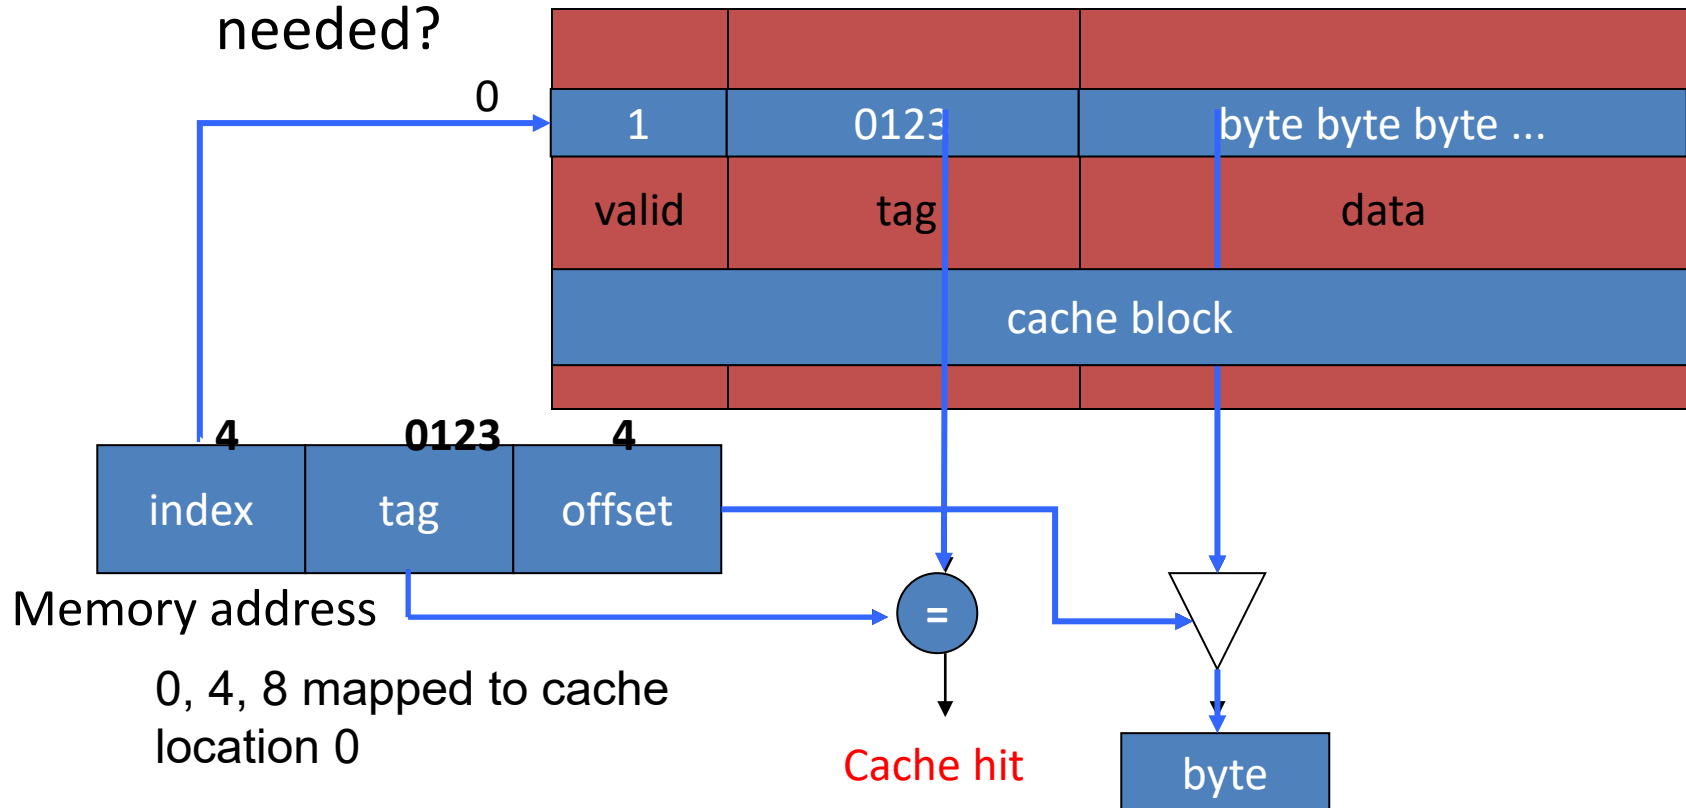 needed?
0
1 0123 byte byte byte ...
valid tag data
cache block
4 0123 4
index tag offset
Memory address
=
0, 4, 8 mapped to cache
location 0
Cache hit
byte